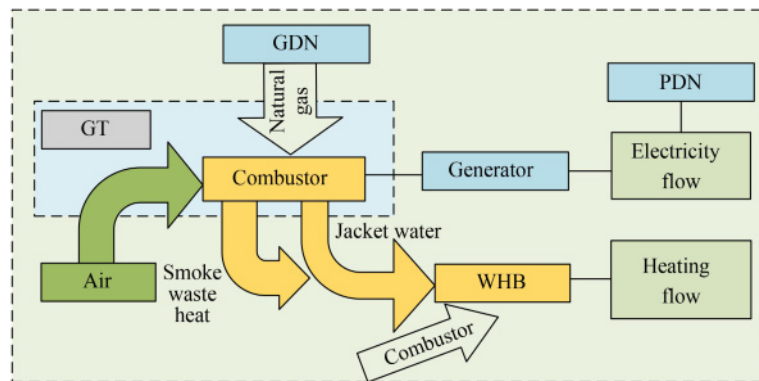 GDN
Natural
gas
PDN
GT
Combustor
Generator
Electricity
flow
Jacket water
Air
Smoke
waste
heat
WHB
Heating
flow
Combustor